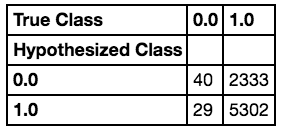 True Class 0.0 1.0
Hypothesized Class
0.0 40 2333
1.0 29 5302